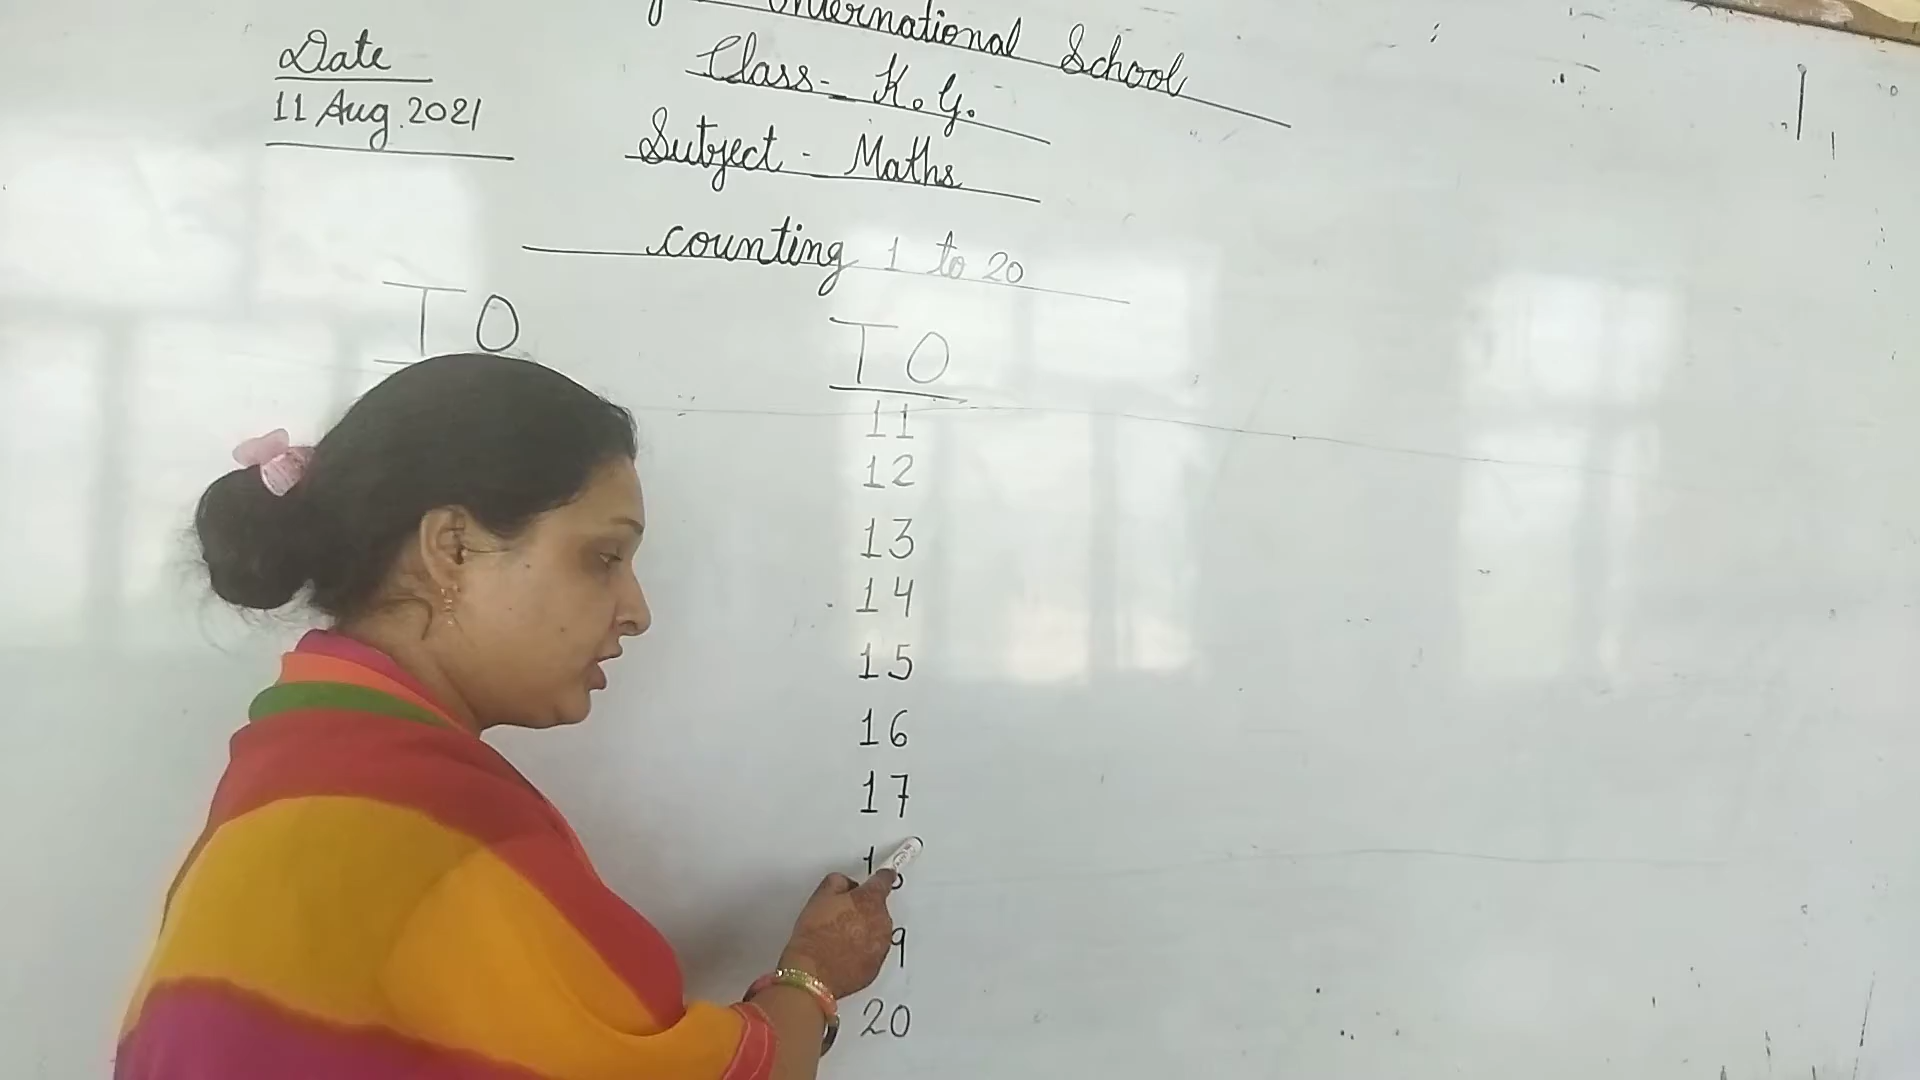 International School
Class- K.G.
Date
11 Aug. 2021
Subject - Maths
counting 1 to 20
T O
T O
11
12
13
14
15
16
17
20